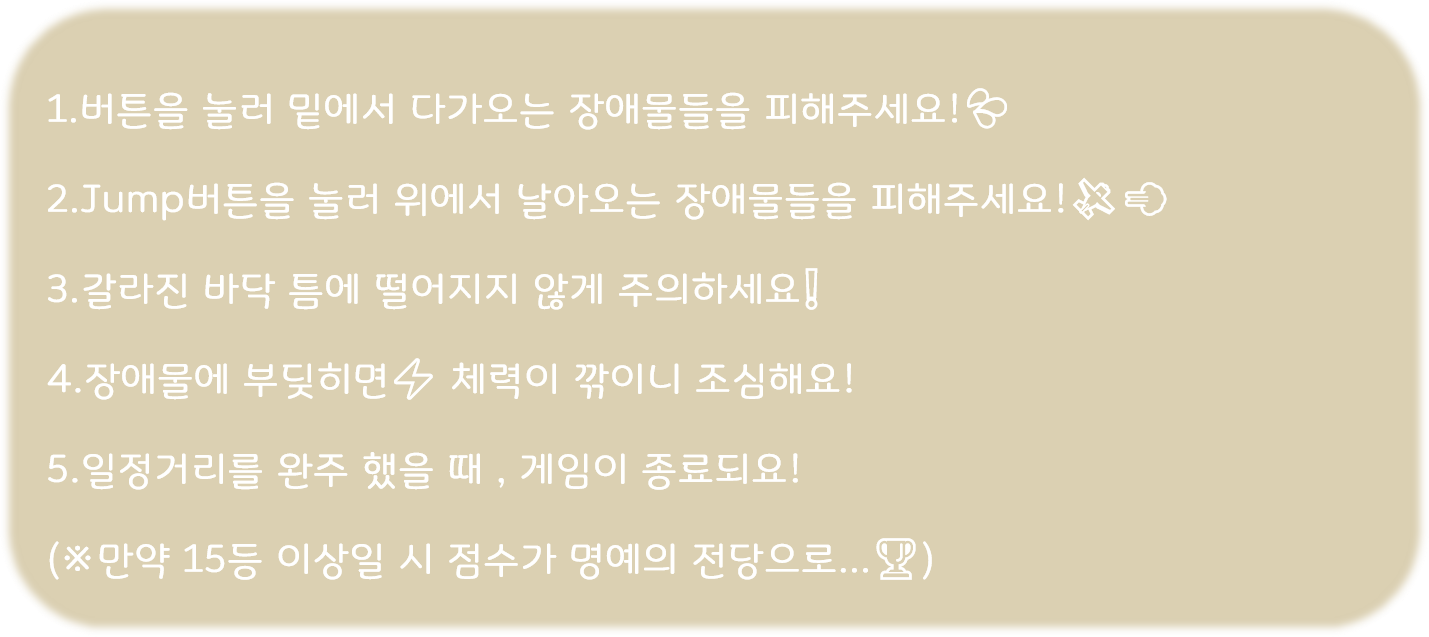 1.버튼을 눌러 밑에서 다가오는 장애물들을 피해주세요!
2.Jump버튼을 눌러 위에서 날아오는 장애물들을 피해주세요!
3.갈라진 바닥 틈에 떨어지지 않게 주의하세요❗
4.장애물에 부딪히면⚡ 체력이 깎이니 조심해요!
5.일정거리를 완주 했을 때 , 게임이 종료되요!
(※만약 15등 이상일 시 점수가 명예의 전당으로...🏆)